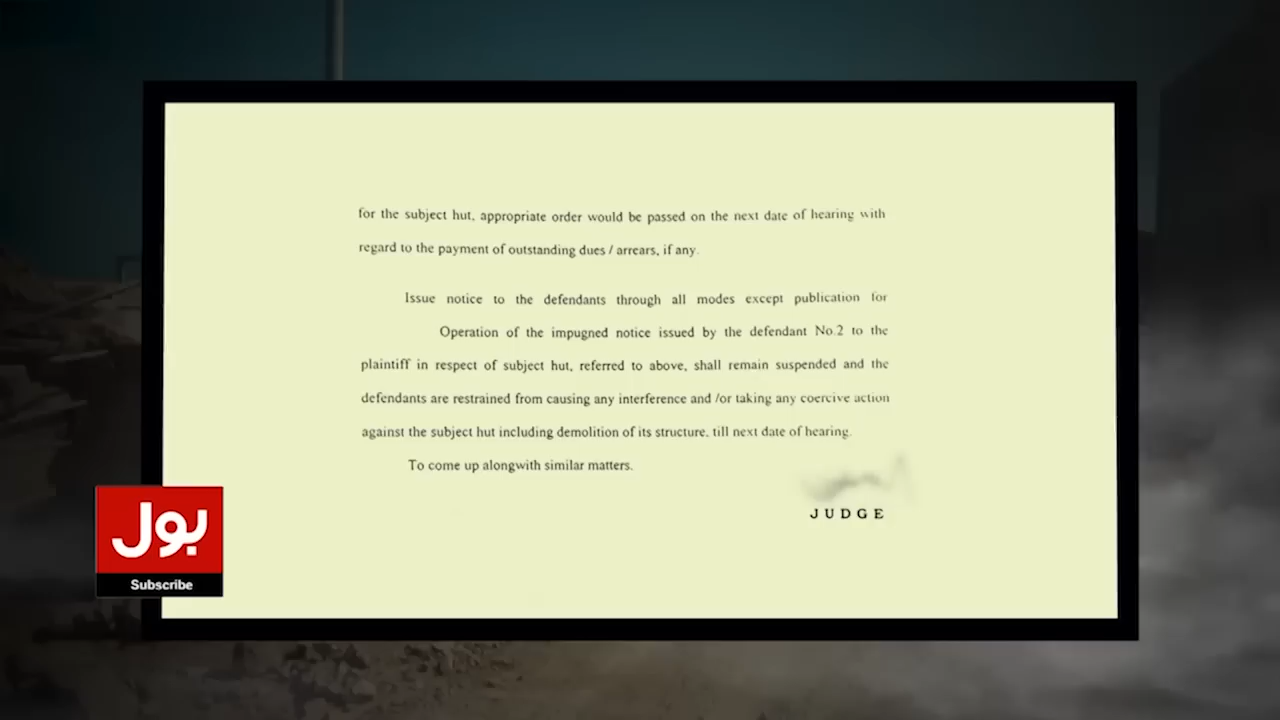 for the subject hut, appropriate order would be passed on the next date of hearing with
regard to the payment of outstanding dues / arrears, if any.
Issue notice to the defendants through all modes except publication for
Operation of the impugned notice issued by the defendant No.2 to the
plaintiff in respect of subject hut, referred to above, shall remain suspended and the
defendants are restrained from causing any interference and /or taking any coercive action
against the subject hut including demolition of its structure, till next date of hearing.
To come up alongwith similar matters.
JUDGE
بول
Subscribe